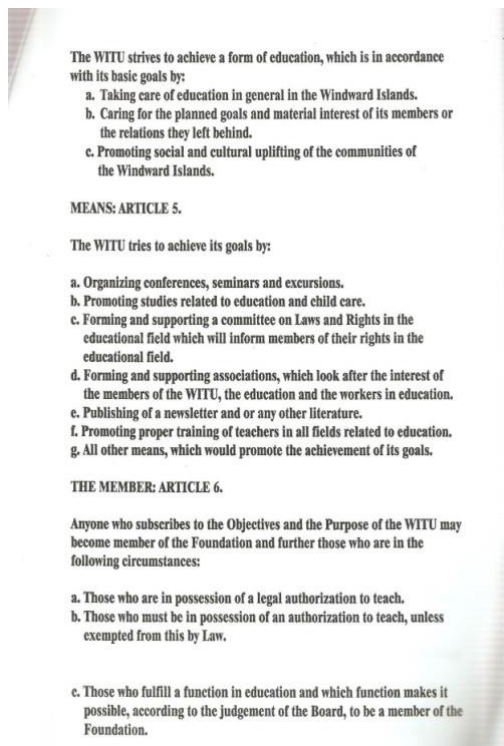 The WITU strives to achieve a form of education, which is in accordance
with its basic goals by:
a. Taking care of education in general in the Windward Islands.
b. Caring for the planned goals and material interest of its members or
the relations they left behind.
c. Promoting social and cultural uplifting of the communities of
the Windward Islands.
MEANS: ARTICLE 5.
The WITU tries to achieve its goals by:
a. Organizing conferences, seminars and excursions.
b. Promoting studies related to education and child care.
c. Forming and supporting a committee on Laws and Rights in the
educational field which will inform members of their rights in the
educational field.
d. Forming and supporting associations, which look after the interest of
the members of the WITU, the education and the workers in education.
e. Publishing of a newsletter and or any other literature.
f. Promoting proper training of teachers in all fields related to education.
g. All other means, which would promote the achievement of its goals.
THE MEMBER: ARTICLE 6.
Anyone who subscribes to the Objectives and the Purpose of the WITU may
become member of the Foundation and further those who are in the
following circumstances:
a. Those who are in possession of a legal authorization to teach.
b. Those who must be in possession of an authorization to teach, unless
exempted from this by Law.
c. Those who fulfill a function in education and which function makes it
possible, according to the judgement of the Board, to be a member of the
Foundation.